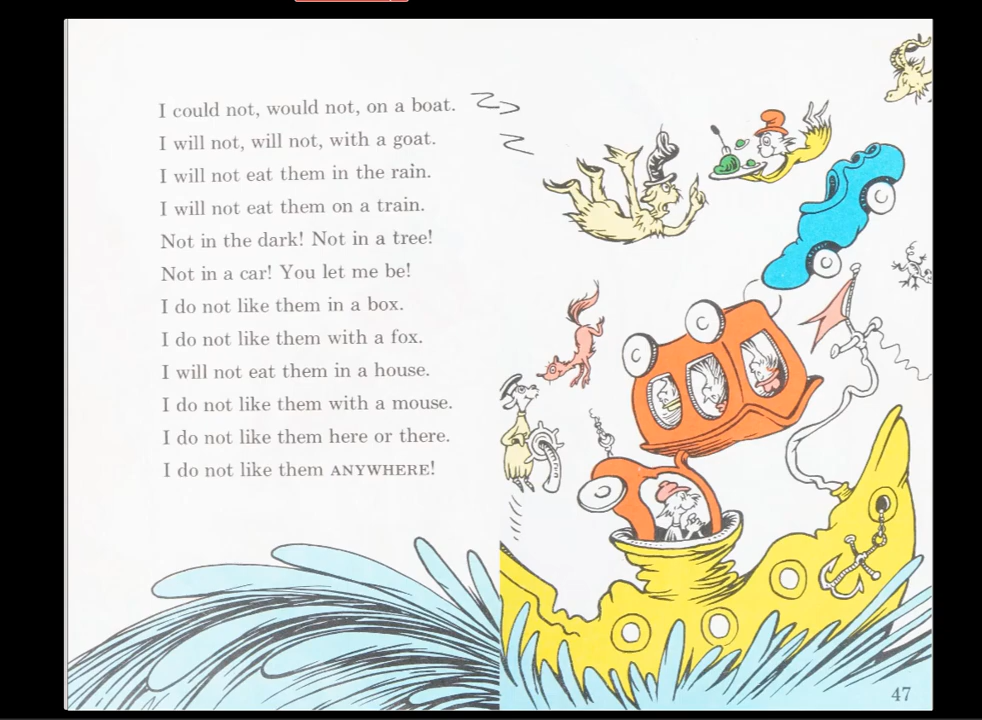 I could not, would not, on a boat.
I will not, will not, with a goat.
I will not eat them in the rain.
I will not eat them on a train.
Not in the dark! Not in a tree!
Not in a car! You let me be!
I do not like them in a box.
I do not like them with a fox.
I will not eat them in a house.
I do not like them with a mouse.
I do not like them here or there.
I do not like them ANYWHERE!
47